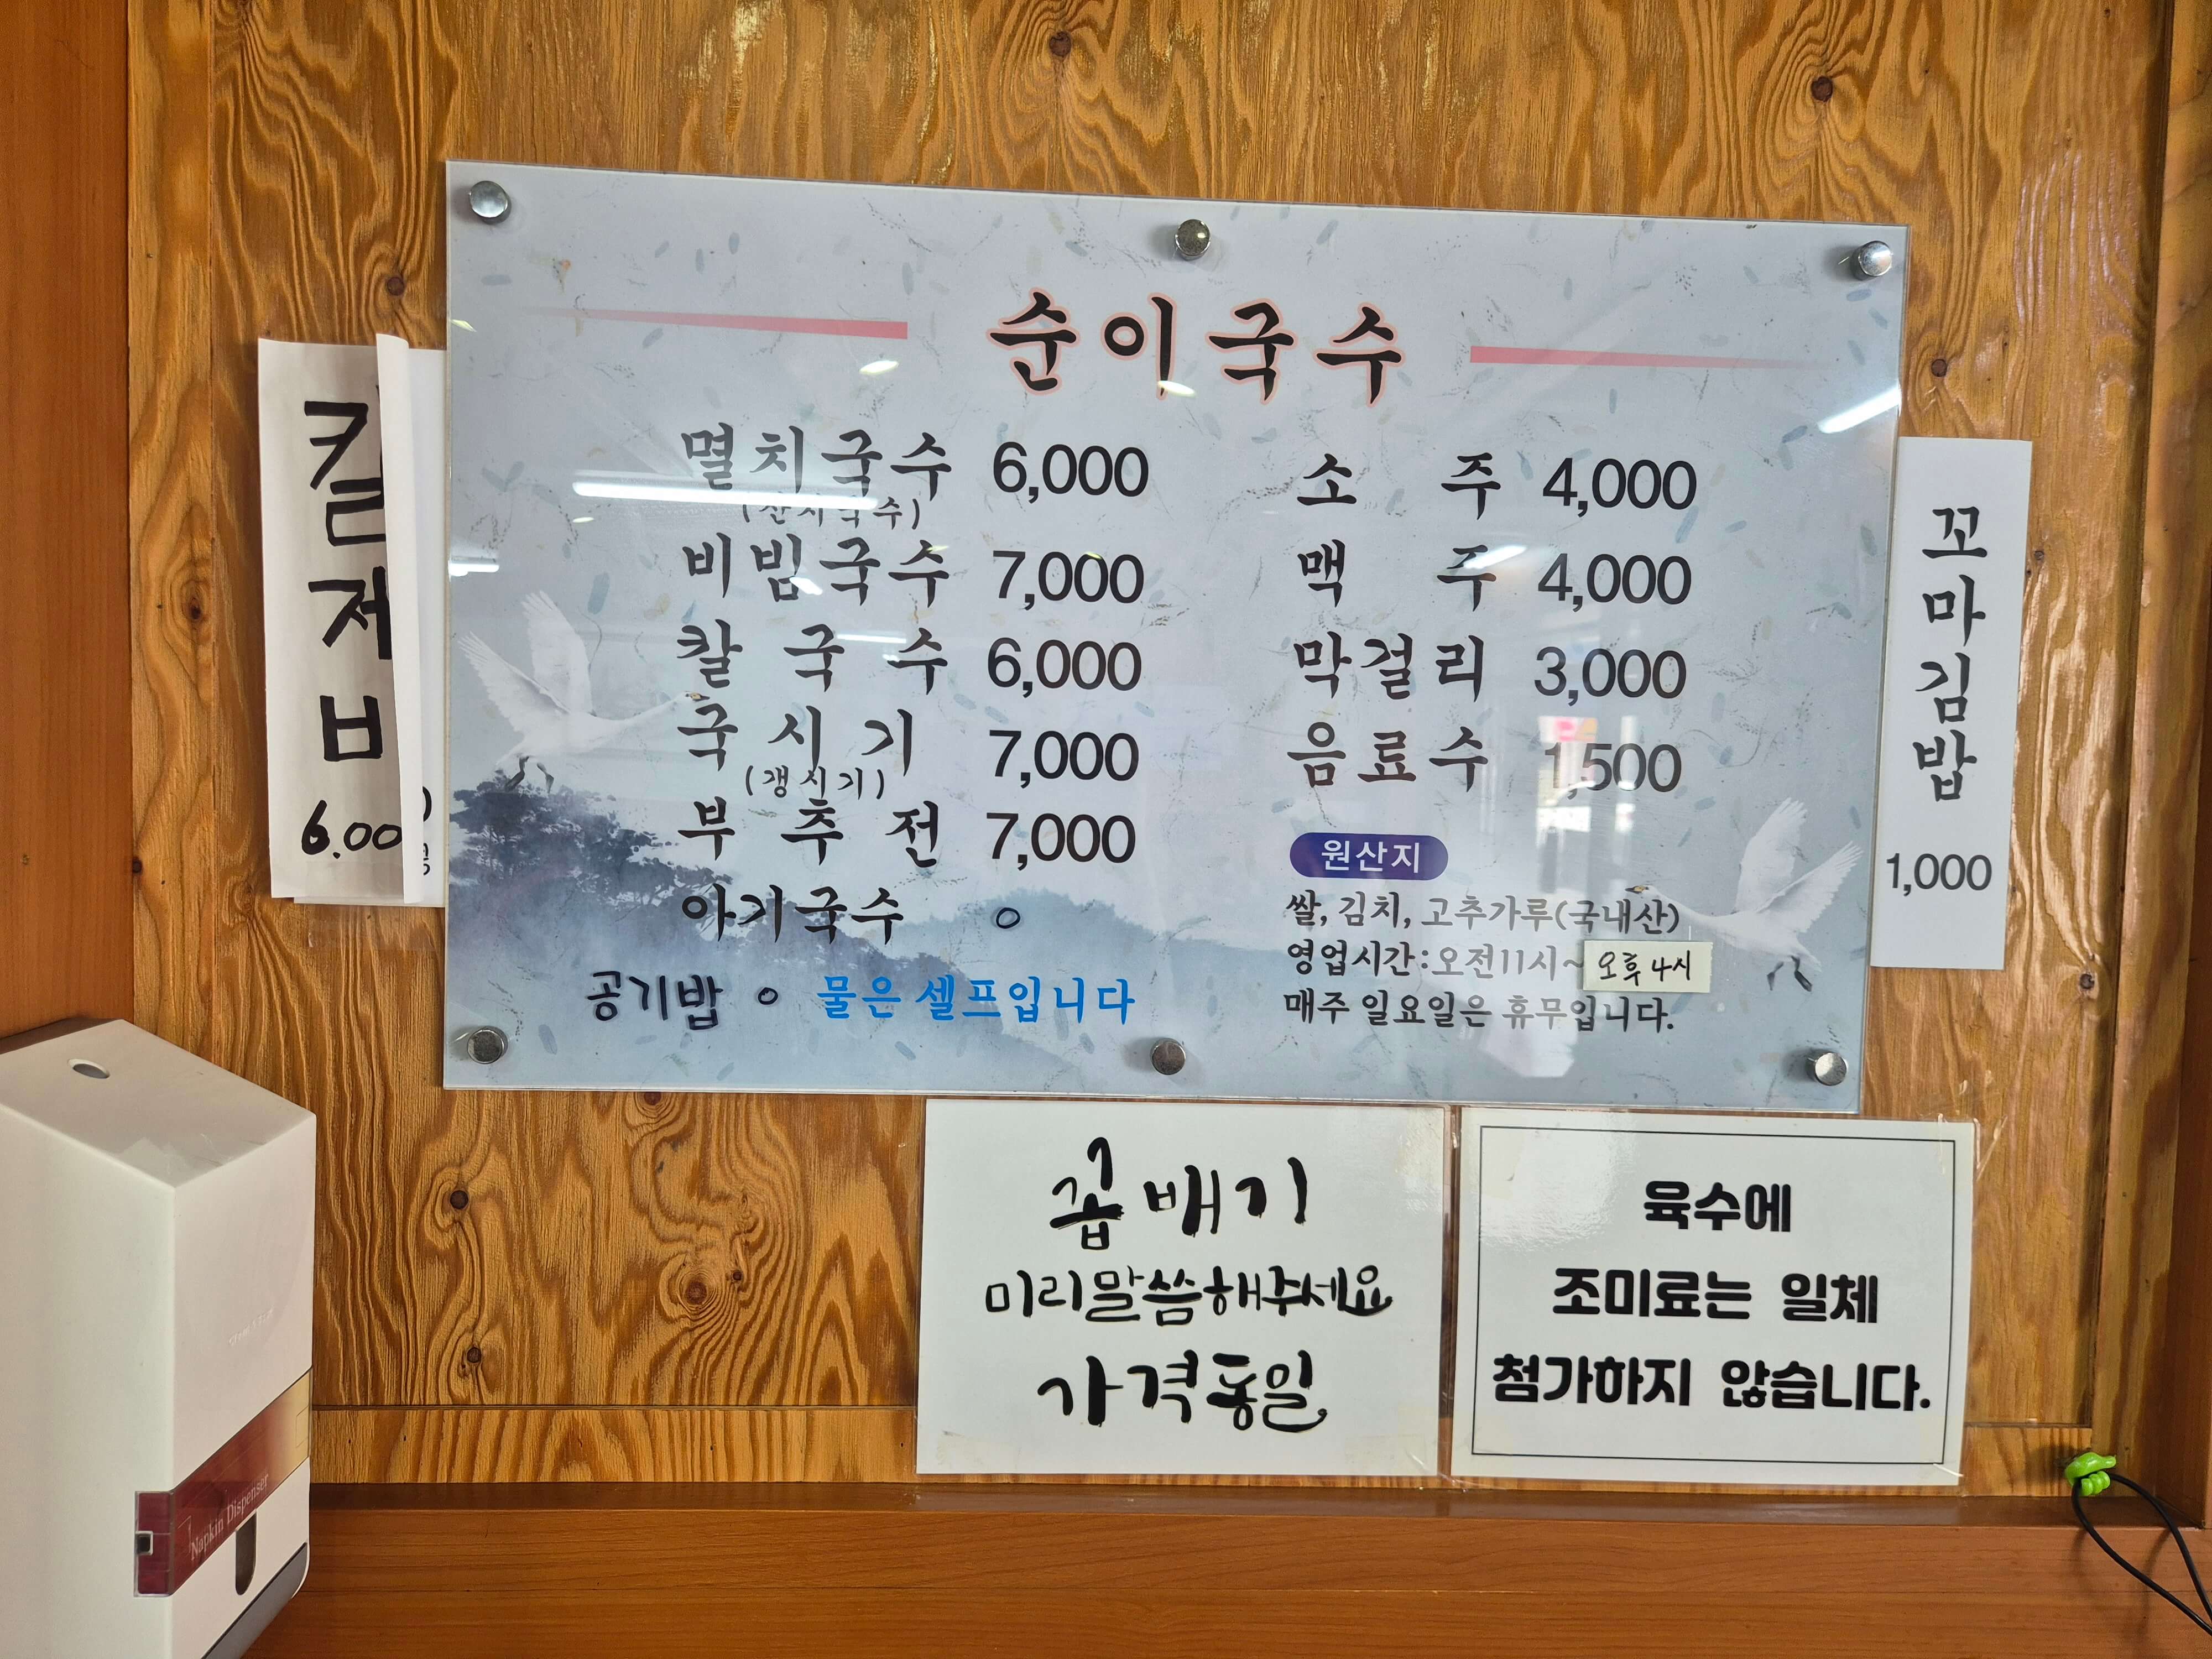 순이국수
멸치국수 6,000
(잔치국수)
비빔국수 7,000
칼국수 6,000
국시기 7,000
(갱시기)
부추전 7,000
아기국수 0
공기밥 0 물은 셀프입니다
소주 4,000
맥주 4,000
막걸리 3,000
음료수 1,500
원산지
쌀, 김치, 고추가루(국내산)
영업시간:오전11시~오후 4시
매주 일요일은 휴무입니다.
칼
제
비
6.00
꼬마김밥
1,000
곱배기
미리말씀해주세요
가격통일
육수에
조미료는 일체
첨가하지 않습니다.
Napkin Dispenser